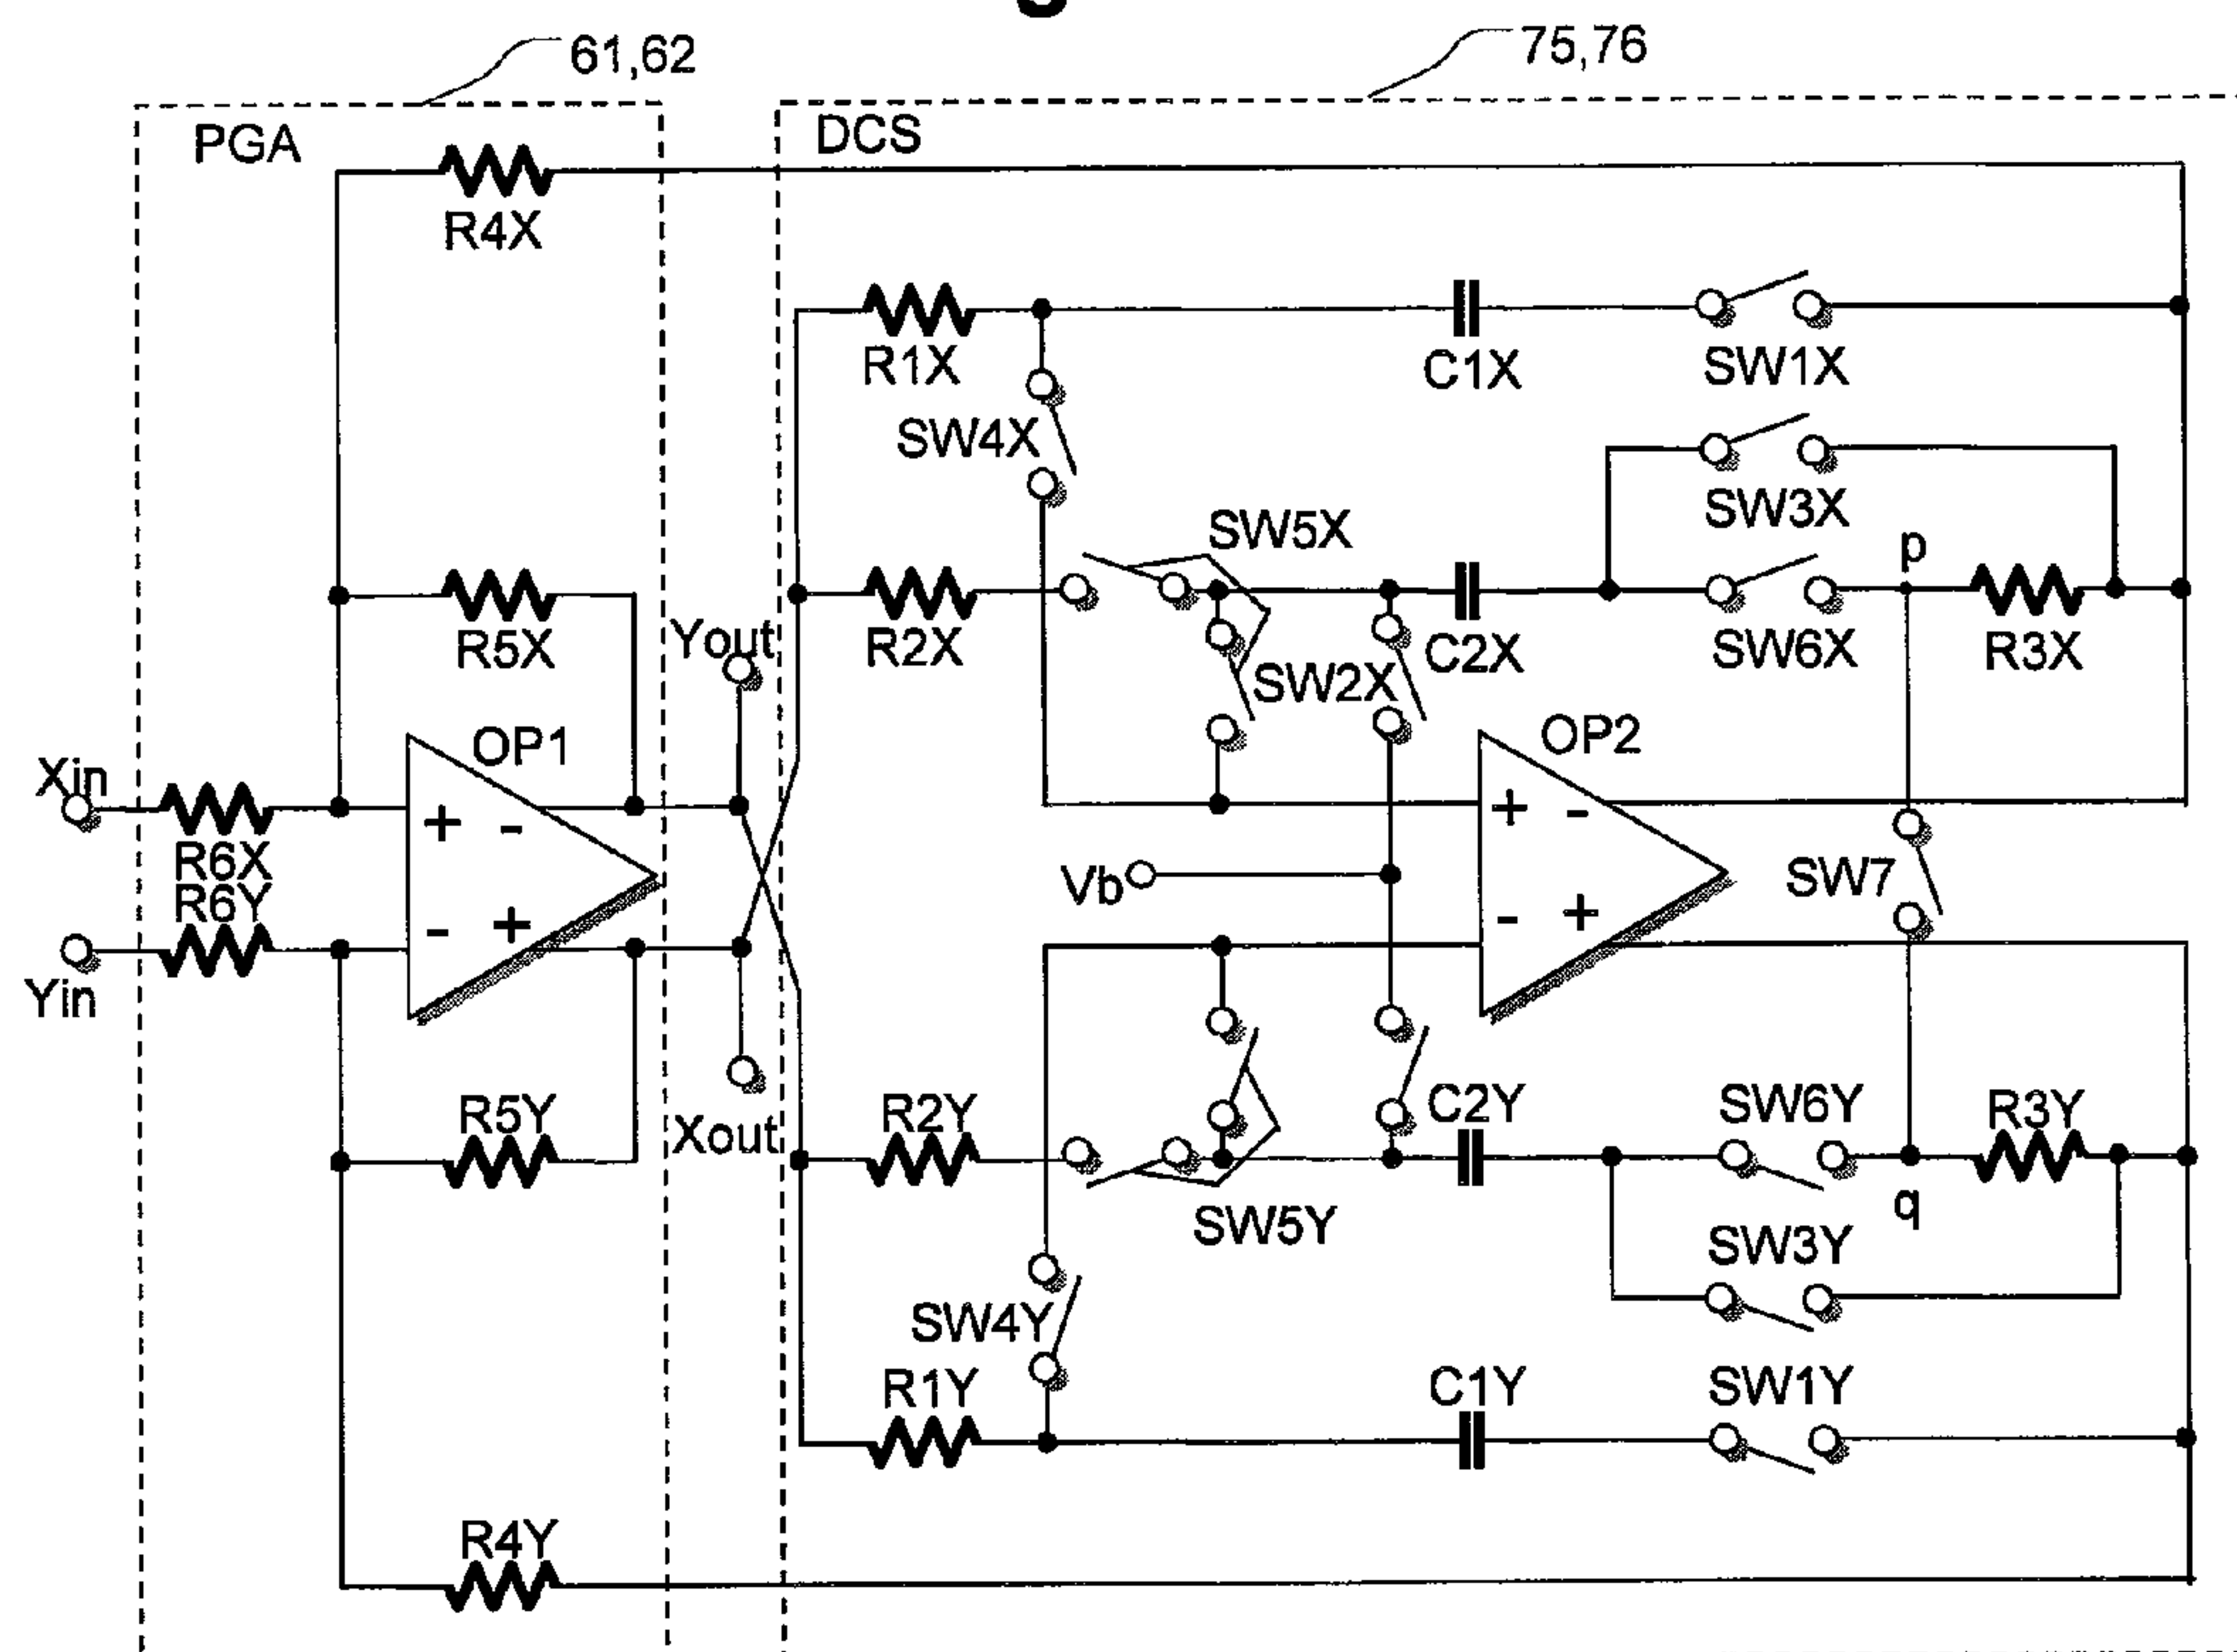 61,62
75,76
PGA
DCS
R4X
R1X
C1X
SW1X
SW4X
SW3X
SW5X
p
R5X
Yout
R2X
SW2X
C2X
SW6X
R3X
OP1
OP2
Xin
+ -
+ -
R6X
Vb
SW7
R6Y
- +
- +
Yin
R5Y
Xout
R2Y
C2Y
SW6Y
R3Y
SW5Y
q
SW3Y
SW4Y
R1Y
C1Y
SW1Y
R4Y